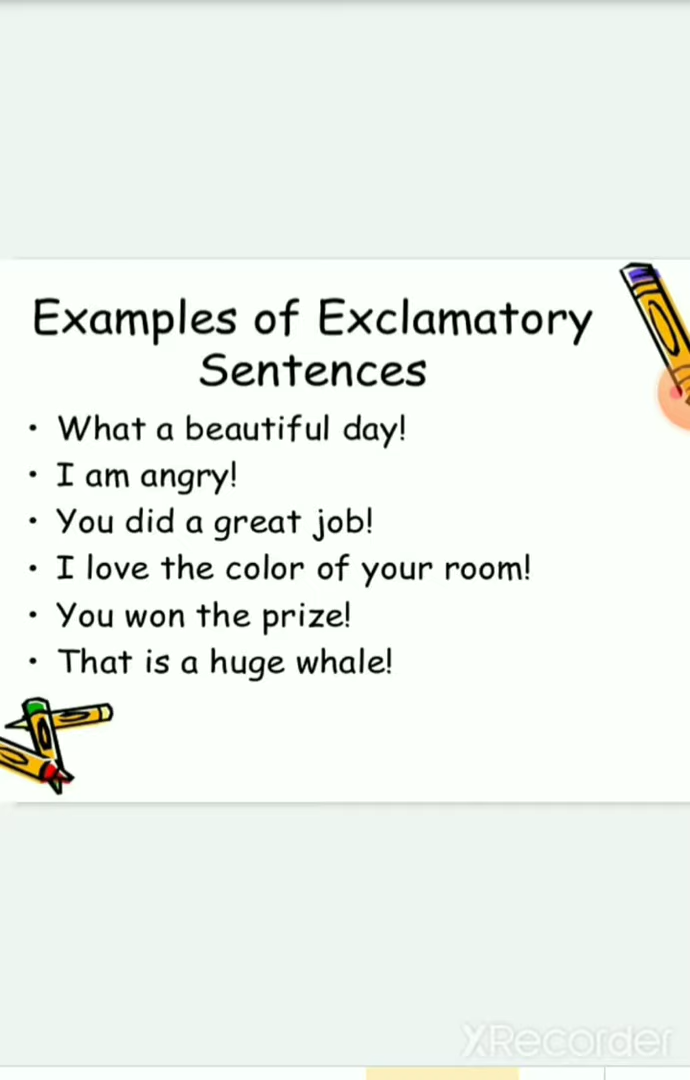 Examples of Exclamatory
Sentences
• What a beautiful day!
• I am angry!
• You did a great job!
• I love the color of your room!
• You won the prize!
• That is a huge whale!
XRecorder